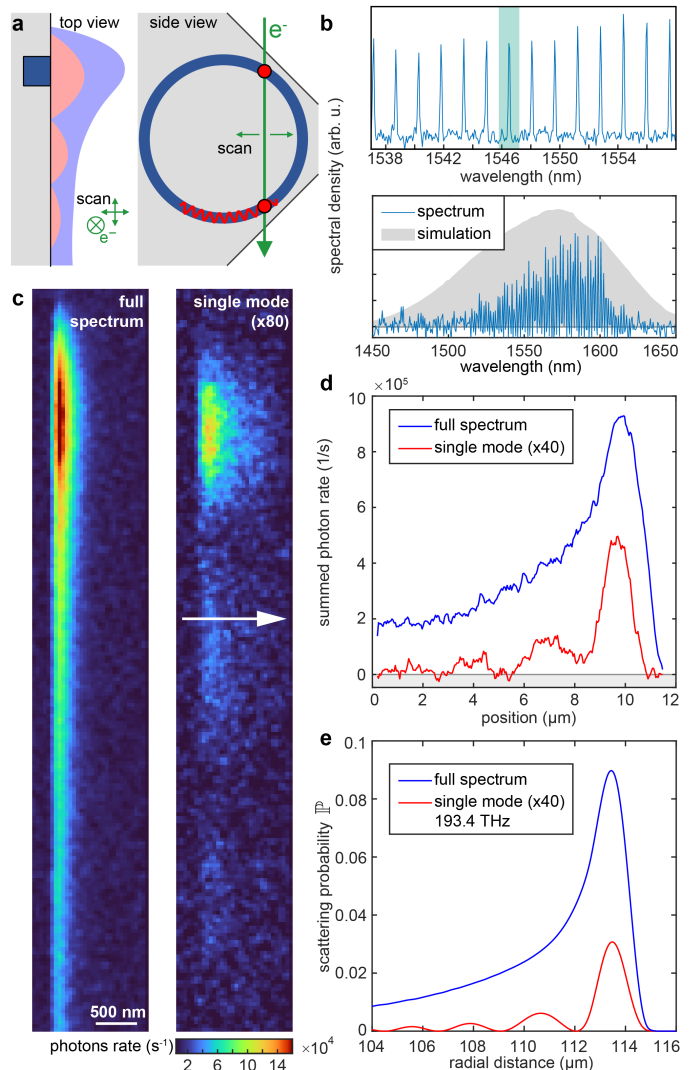 a
top view
side view
e-
scan
scan
e-
b
spectral density (arb. u.)
1538 1542 1546 1550 1554
wavelength (nm)
spectrum
simulation
1450 1500 1550 1600 1650
wavelength (nm)
c
full
spectrum
single mode
(x80)
500 nm
photons rate (s-1)
2 6 10 14 ×10⁴
d
× 10⁵
full spectrum
single mode (x40)
summed photon rate (1/s)
10
8
6
4
2
0
0 2 4 6 8 10 12
position (µm)
e
full spectrum
single mode (x40)
193.4 THz
scattering probability ℙ
0.1
0.08
0.06
0.04
0.02
0
104 106 108 110 112 114 116
radial distance (µm)